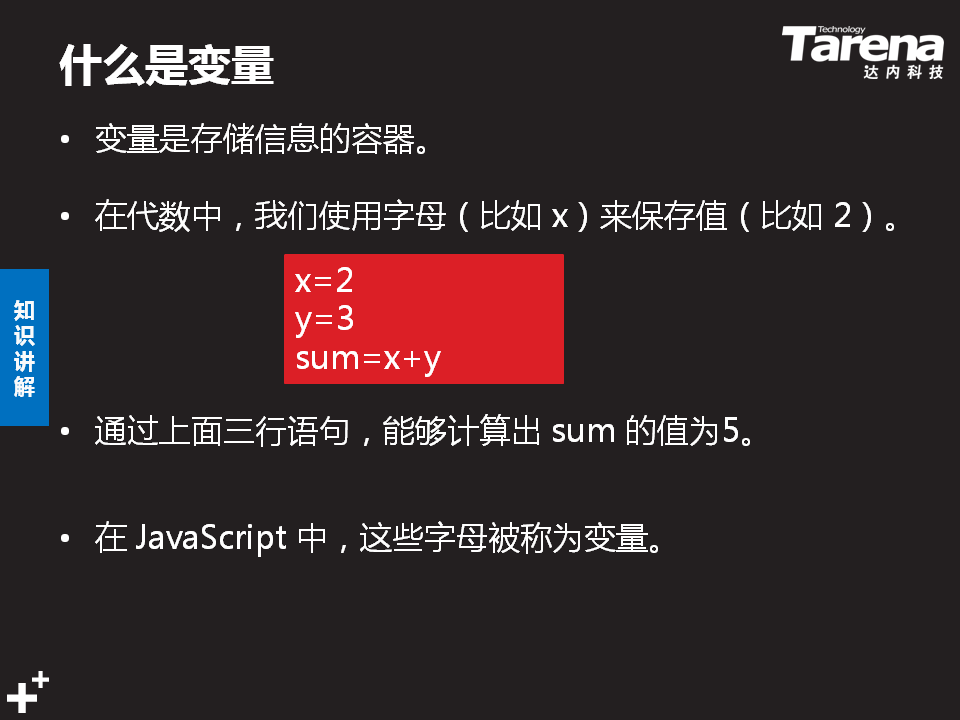 什么是变量
Technology
Tarena
达内科技
• 变量是存储信息的容器。
• 在代数中，我们使用字母（比如 x）来保存值（比如 2）。
x=2
y=3
sum=x+y
知识讲解
• 通过上面三行语句，能够计算出 sum 的值为5。
• 在 JavaScript 中，这些字母被称为变量。